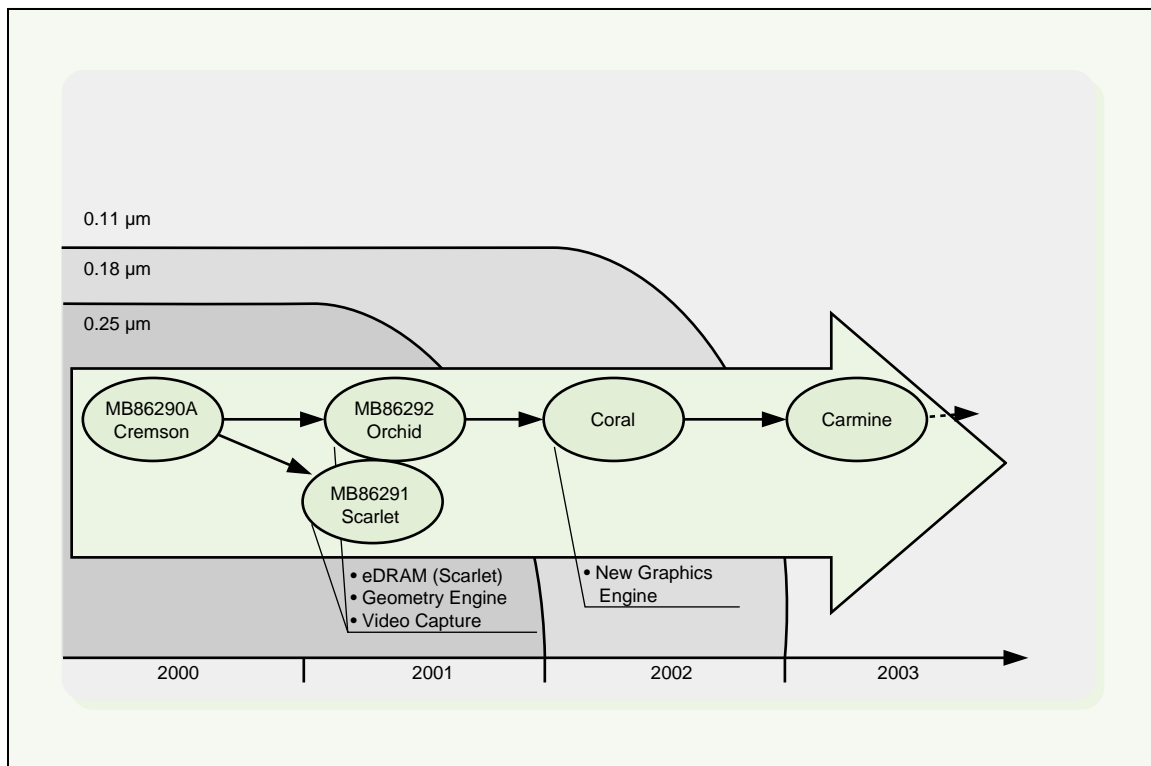 0.11 µm
0.18 µm
0.25 µm
MB86290A
Cremson
MB86292
Orchid
Coral
Carmine
MB86291
Scarlet
• eDRAM (Scarlet)
• Geometry Engine
• Video Capture
• New Graphics
Engine
2000
2001
2002
2003